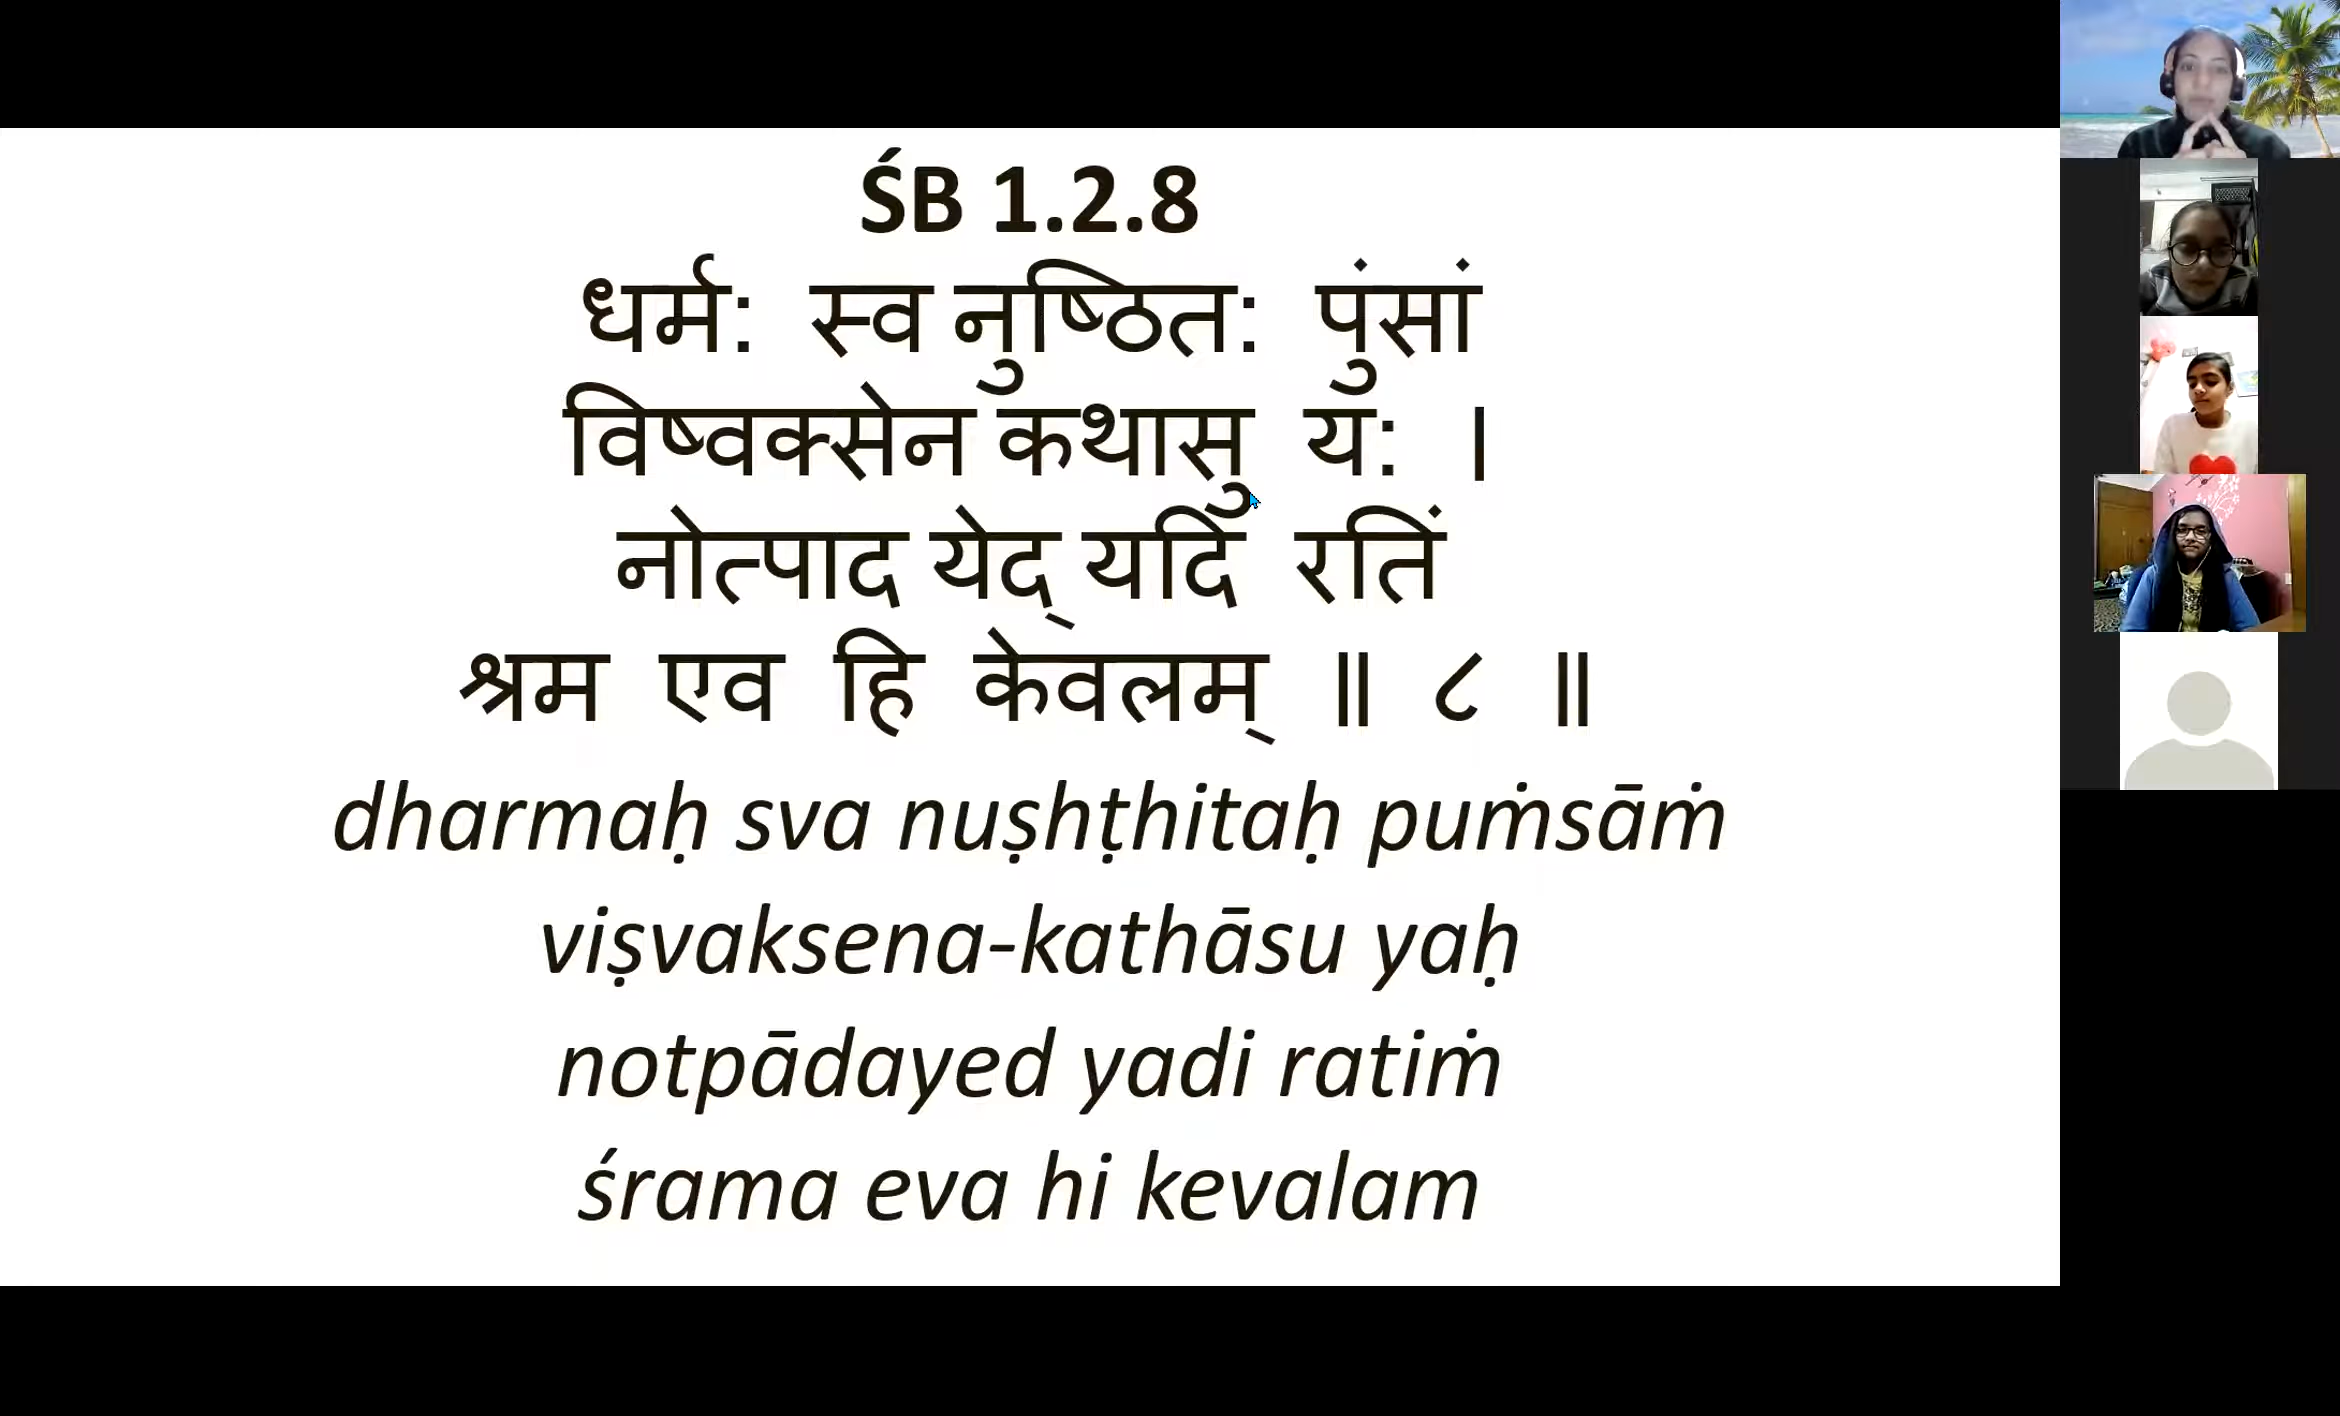 ŚB 1.2.8
धर्म: स्व नुष्ठित: पुंसां
विष्वक्सेन कथासु य: ।
नोत्पाद येद् यदि रतिं
श्रम एव हि केवलम् ॥ ८ ॥
dharmaḥ sva nuṣhṭhitaḥ puṁsāṁ
viṣvaksena-kathāsu yaḥ
notpādayed yadi ratiṁ
śrama eva hi kevalam